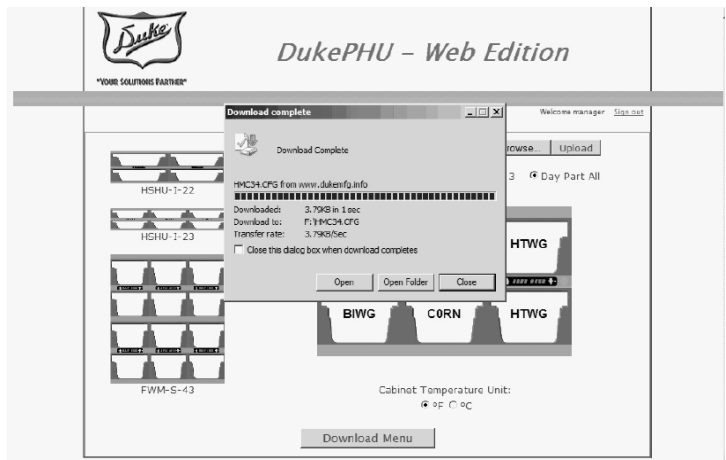 Duke
"YOUR SOLUTIONS PARTNER"
DukePHU – Web Edition
Welcome manager Sign out
Download complete
Download Complete
HMC34.CFG from www.dukemfg.info
Downloaded: 3.79KB in 1 sec
Download to: F:\HMC34.CFG
Transfer rate: 3.79KB/Sec
Close this dialog box when download completes
Open Open Folder Close
rowse... Upload
3 Day Part All
HSHU-I-22
HSHU-I-23
FWM-S-43
HTWG
BIWG C0RN HTWG
Cabinet Temperature Unit:
ºF ºC
Download Menu